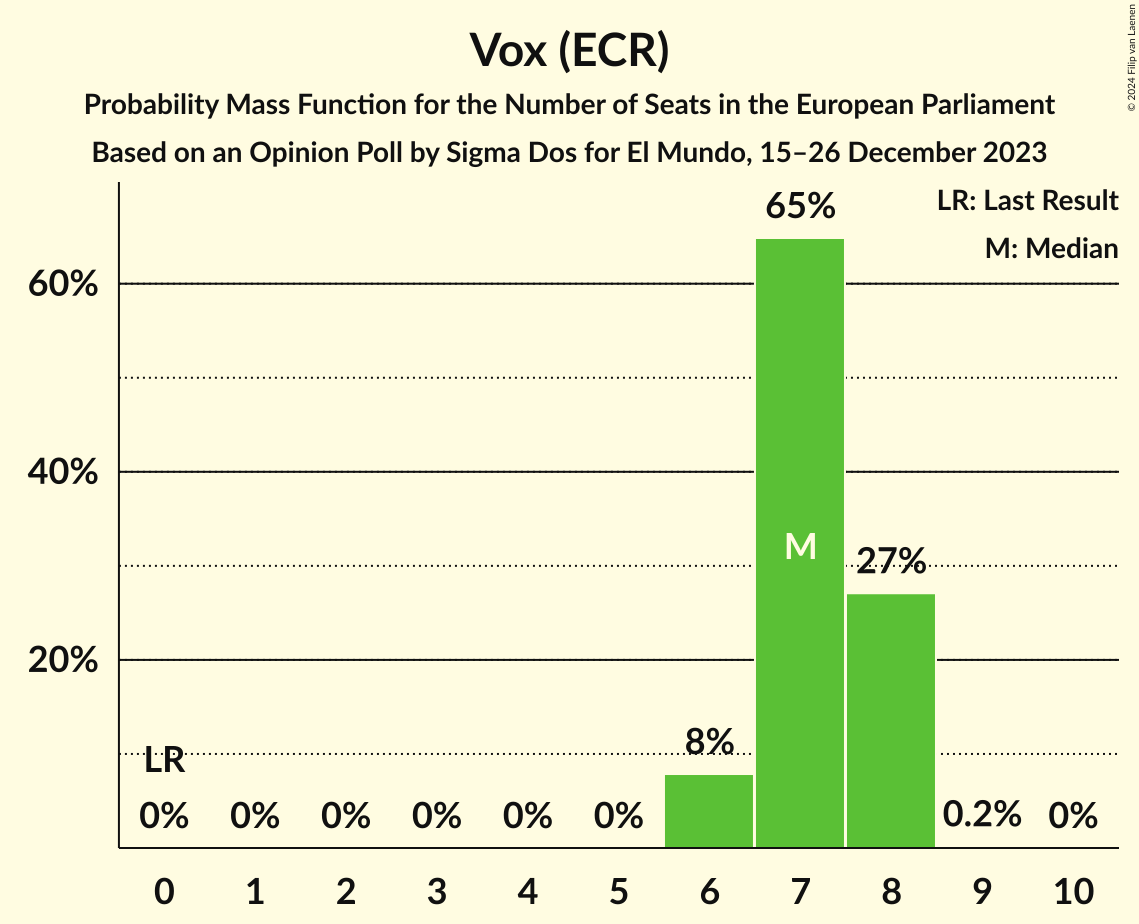 Vox (ECR)
Probability Mass Function for the Number of Seats in the European Parliament
Based on an Opinion Poll by Sigma Dos for El Mundo, 15–26 December 2023
© 2024 Filip van Laenen
LR: Last Result
M: Median
65%
60%
40%
M
27%
20%
8%
LR
0% 0% 0% 0% 0% 0% 0.2% 0%
0 1 2 3 4 5 6 7 8 9 10